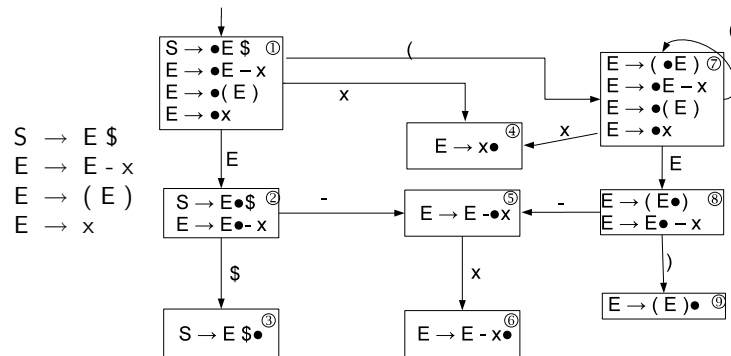 S → E $
E → E - x
E → ( E )
E → x
S → ●E $ ①
E → ●E – x
E → ●( E )
E → ●x
(
x
E
S → E●$ ②
E → E●- x
$
S → E $● ③
-
E → x● ④
x
E → E -●x ⑤
x
E → E - x● ⑥
-
E → ( ●E ) ⑦
E → ●E – x
E → ●( E )
E → ●x
(
E
E → ( E●) ⑧
E → E● – x
)
E → ( E )● ⑨